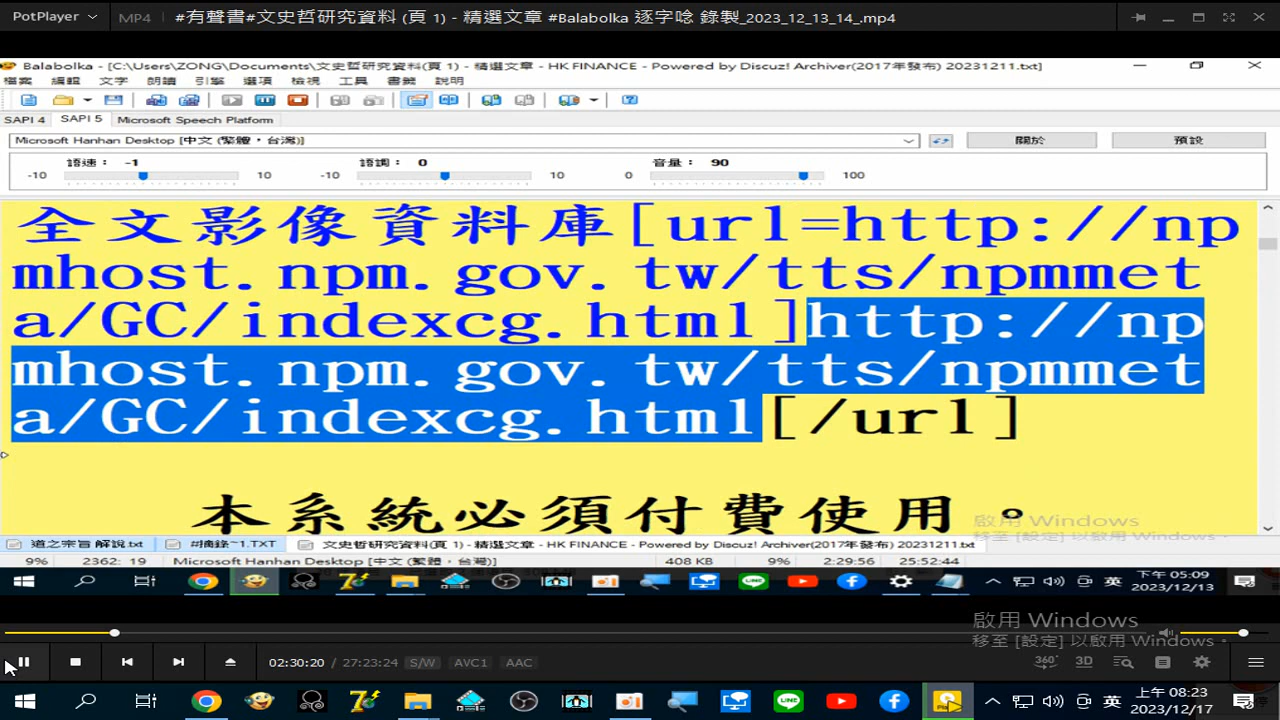 PotPlayer MP4 #有聲書#文史哲研究資料 (頁 1) - 精選文章 #Balabolka 逐字唸 錄製_2023_12_13_14_.mp4
Balabolka - [C:\Users\ZONG\Documents\文史哲研究資料(頁 1) - 精選文章 - HK FINANCE - Powered by Discuz! Archiver(2017年發布) 20231211.txt]
檔案 編輯 文字 朗讀 引擎 選項 檢視 工具 書籤 說明
SAPI 4 SAPI 5 Microsoft Speech Platform
Microsoft Hanhan Desktop [中文 (繁體，台灣)] 關於 預設
語速： -1 語調： 0 音量： 90
-10 10 -10 10 0 100
全文影像資料庫[url=http://np
mhost.npm.gov.tw/tts/npmmet
a/GC/indexcg.html]http://np
mhost.npm.gov.tw/tts/npmmet
a/GC/indexcg.html[/url]
本系統必須付費使用。
啟用 Windows
移至 [設定] 以啟用 Windows。
道之宗旨 解說.txt #摘錄~1.TXT 文史哲研究資料(頁 1) - 精選文章 - HK FINANCE - Powered by Discuz! Archiver(2017年發布) 20231211.txt
9% 2362: 19 Microsoft Hanhan Desktop [中文 (繁體，台灣)] 408 KB 9% 2:29:56 25:52:44
英 下午 05:09
2023/12/13
啟用 Windows
移至 [設定] 以啟用 Windows。
02:30:20 / 27:23:24 S/W AVC1 AAC 360° 3D
英 上午 08:23
2023/12/17